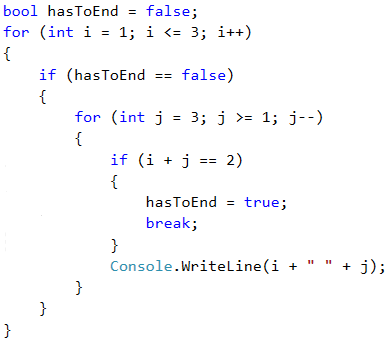 bool hasToEnd = false;
for (int i = 1; i <= 3; i++)
{
    if (hasToEnd == false)
    {
        for (int j = 3; j >= 1; j--)
        {
            if (i + j == 2)
            {
                hasToEnd = true;
                break;
            }
            Console.WriteLine(i + " " + j);
        }
    }
}